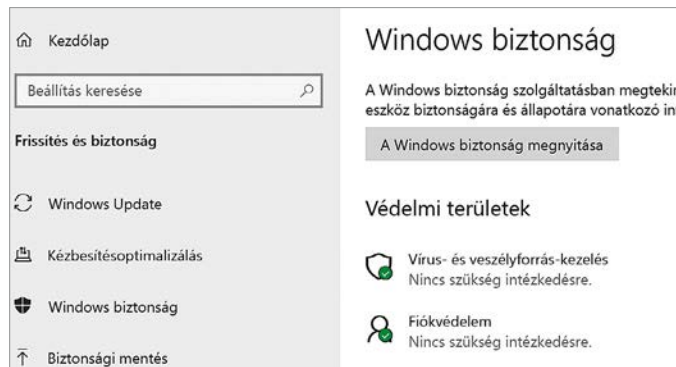 Kezdőlap
Beállítás keresése
Frissítés és biztonság
Windows Update
Kézbesítésoptimalizálás
Windows biztonság
Biztonsági mentés
Windows biztonság
A Windows biztonság szolgáltatásban
eszköz biztonságára és állapotára vonatkozó
A Windows biztonság megnyitása
Védelmi területek
Vírus- és veszélyforrás-kezelés
Nincs szükség intézkedésre.
Fiókvédelem
Nincs szükség intézkedésre.